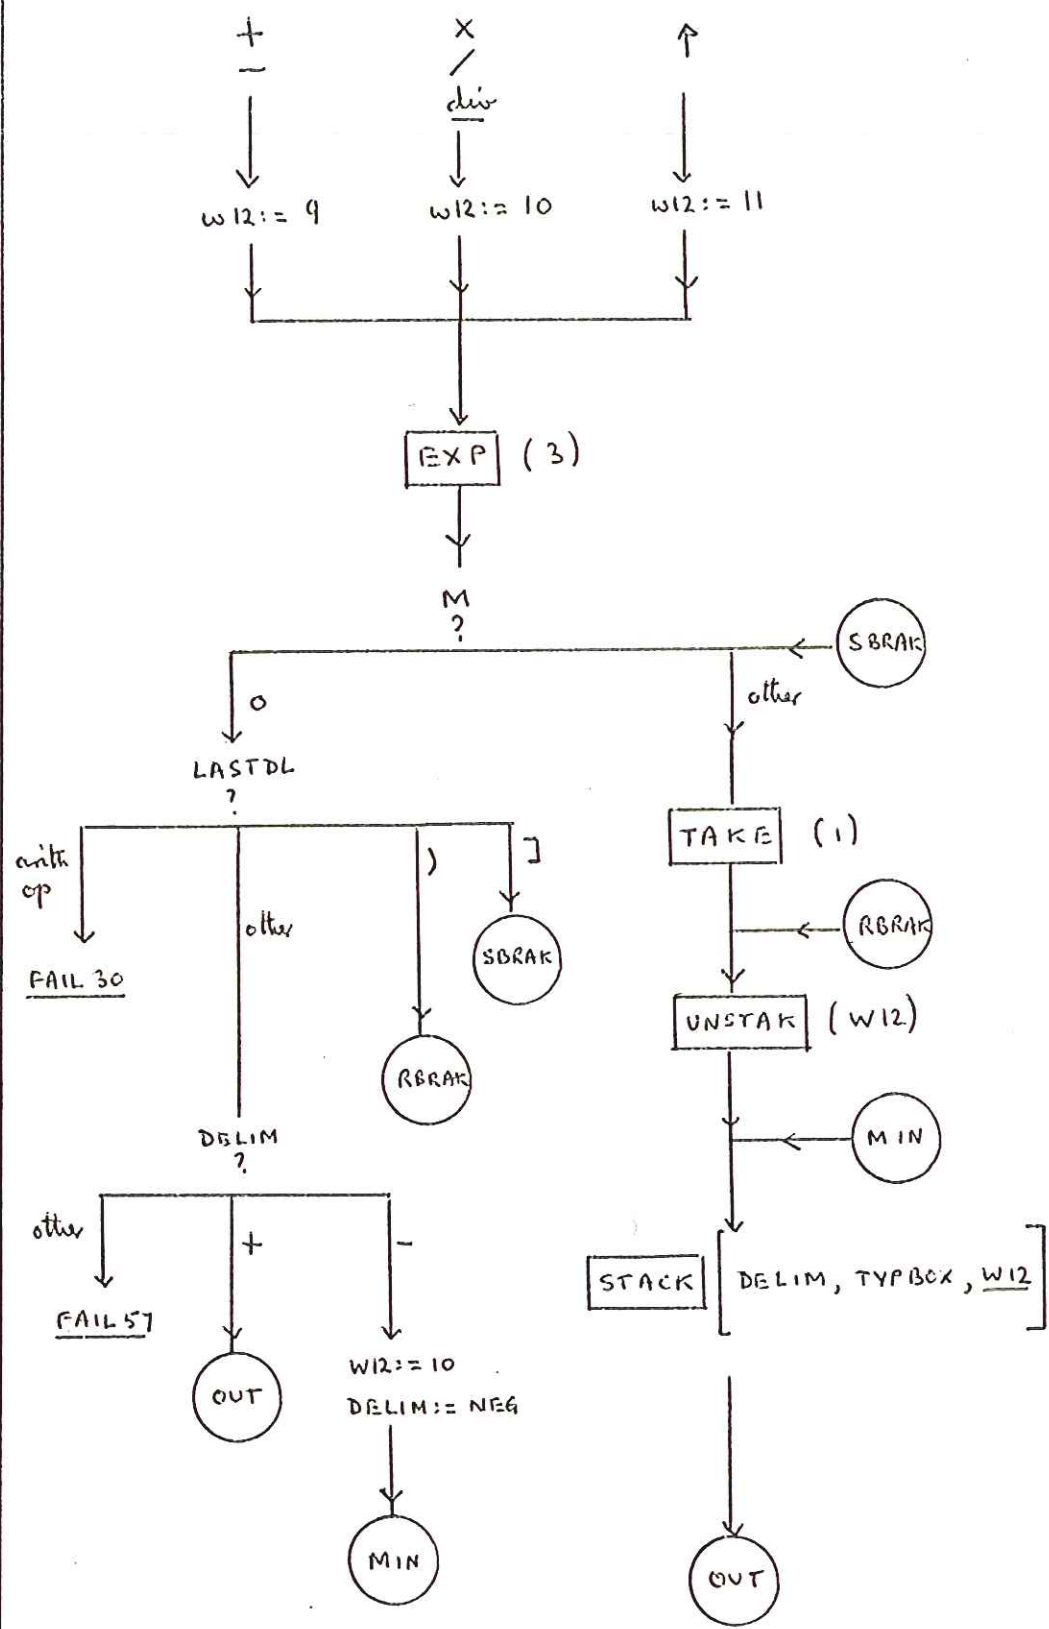 + × ↑
− /
div
W12:= 9 W12:= 10 W12:= 11
EXP (3)
M
?
SBRAK
0 other
LASTDL
?
TAKE (1)
arith
op
other
)
]
RBRAK
SBRAK
FAIL 30
UNSTAK (W12)
RBRAK
DELIM
?
MIN
other + −
STACK [DELIM, TYPBOX, W12]
FAIL 57
W12:= 10
OUT
DELIM:= NEG
MIN
OUT